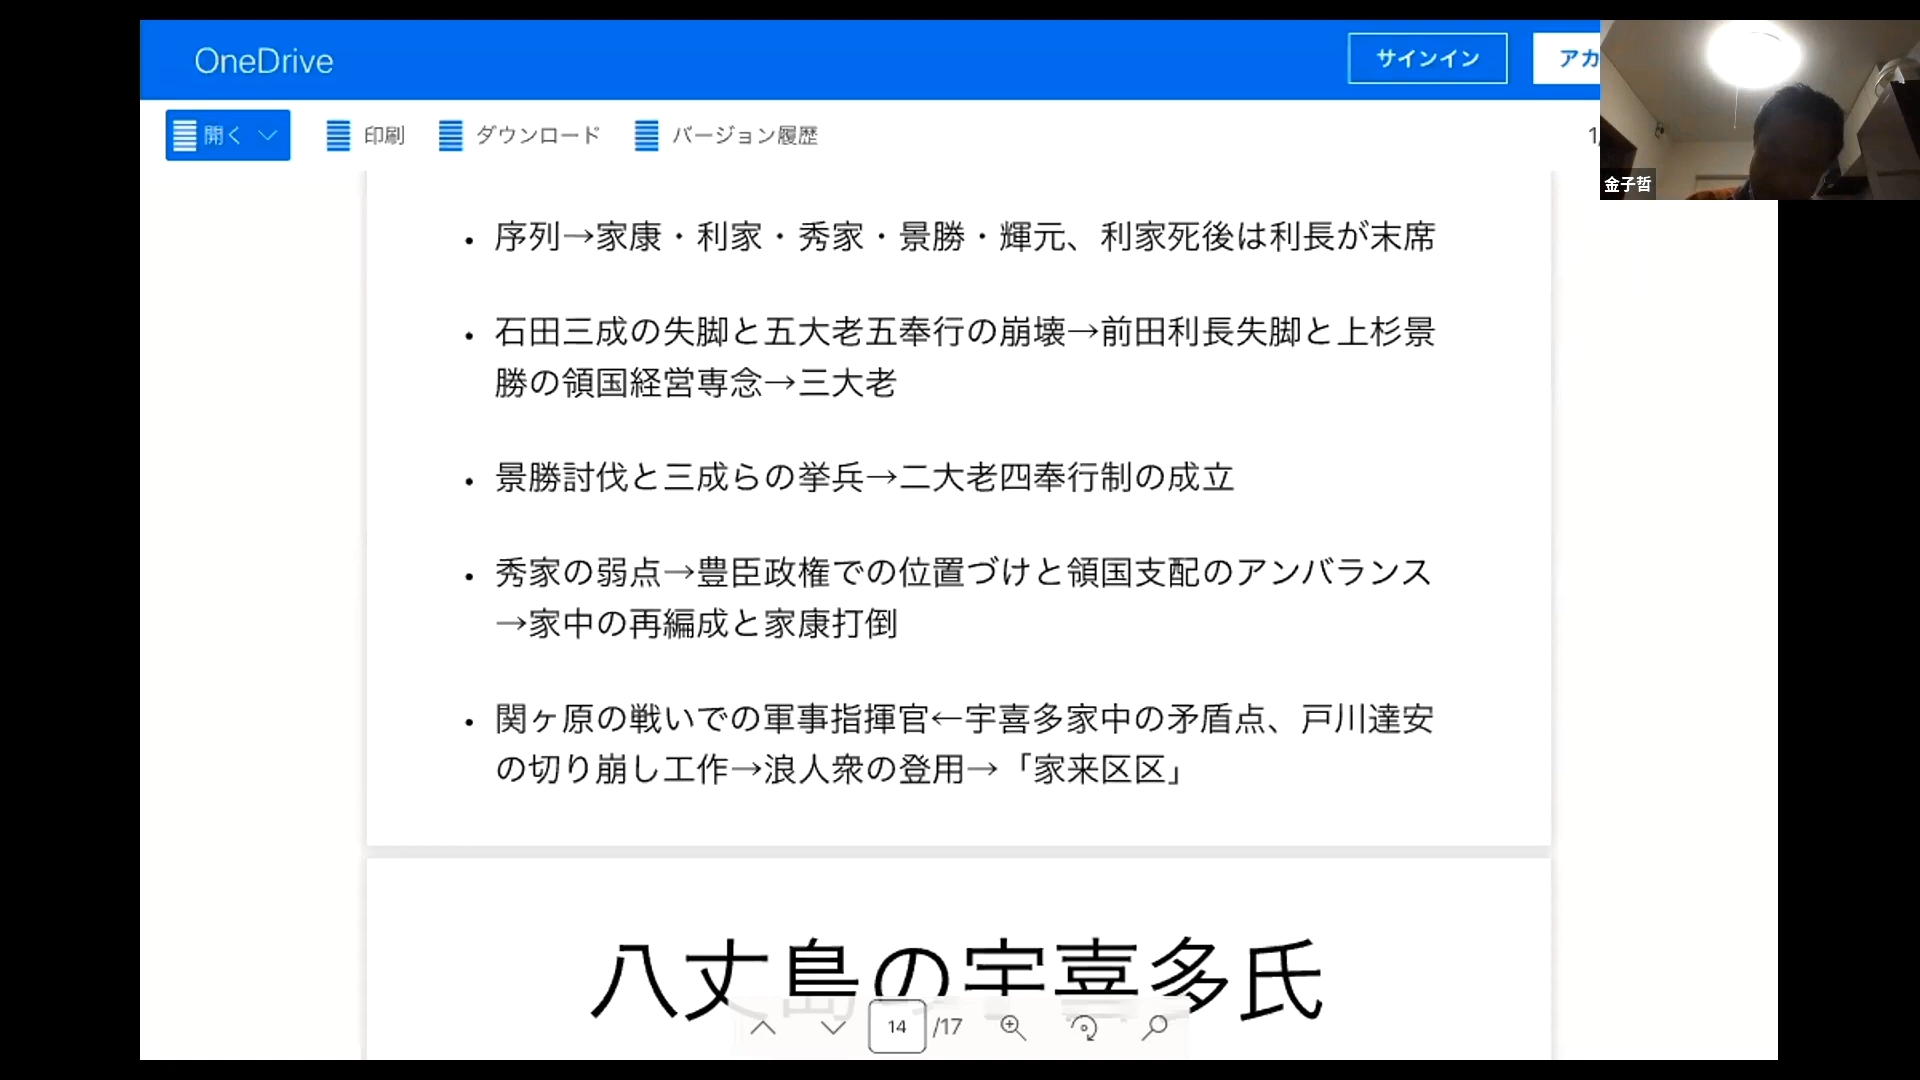 OneDrive
サインイン
アカ
開く
印刷
ダウンロード
バージョン履歴
1
金子哲
• 序列→家康・利家・秀家・景勝・輝元、利家死後は利長が末席
• 石田三成の失脚と五大老五奉行の崩壊→前田利長失脚と上杉景
勝の領国経営専念→三大老
• 景勝討伐と三成らの挙兵→二大老四奉行制の成立
• 秀家の弱点→豊臣政権での位置づけと領国支配のアンバランス
→家中の再編成と家康打倒
• 関ヶ原の戦いでの軍事指揮官←宇喜多家中の矛盾点、戸川達安
の切り崩し工作→浪人衆の登用→「家来区区」
八丈島の宇喜多氏
14 /17